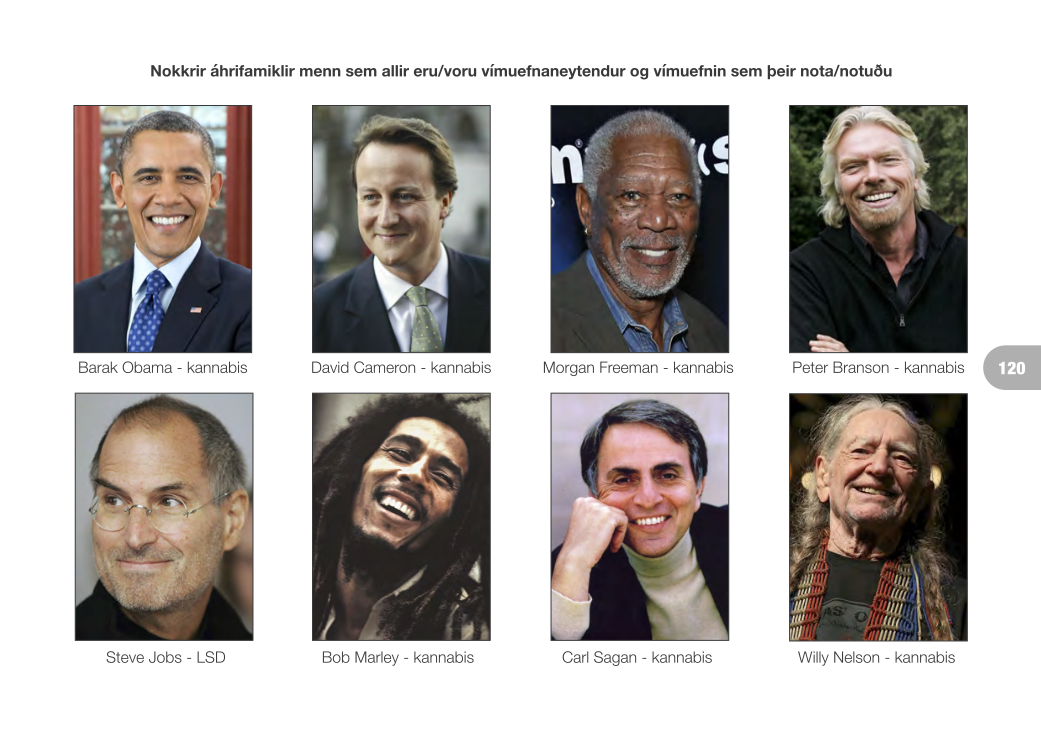 Nokkrir áhrifamiklir menn sem allir eru/voru vímuefnaneytendur og vímuefnin sem þeir nota/notuðu
Barak Obama - kannabis
David Cameron - kannabis
Morgan Freeman - kannabis
Peter Branson - kannabis
120
Steve Jobs - LSD
Bob Marley - kannabis
Carl Sagan - kannabis
Willy Nelson - kannabis